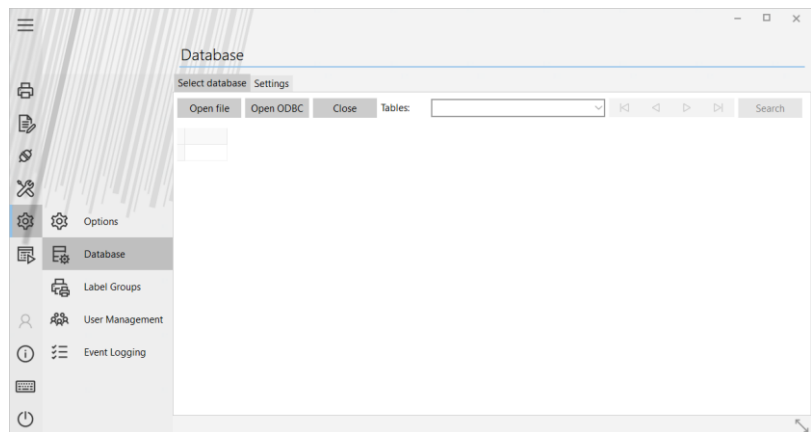 Database
Select database Settings
Open file Open ODBC Close Tables: Search
Options
Database
Label Groups
User Management
Event Logging